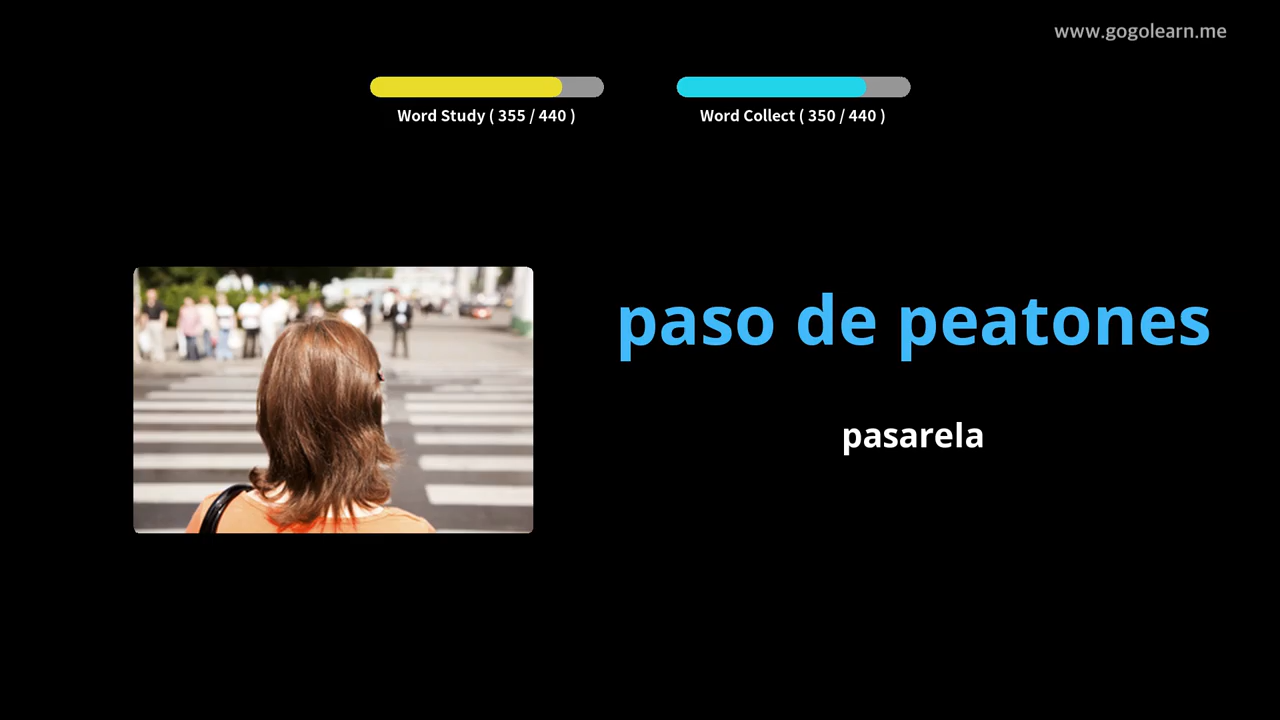 www.gogolearn.me
Word Study ( 355 / 440 )
Word Collect ( 350 / 440 )
paso de peatones
pasarela